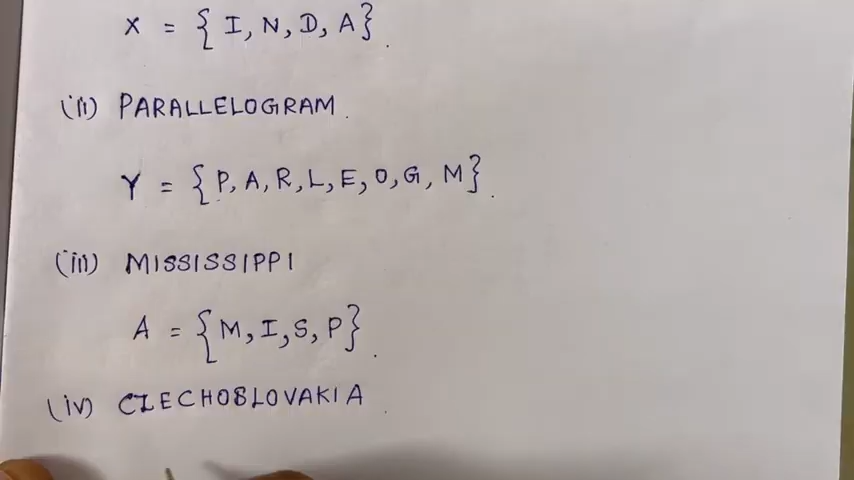 X = { I, N, D, A }.
(ii) PARALLELOGRAM.
Y = { P, A, R, L, E, O, G, M }.
(iii) MISSISSIPPI
A = { M, I, S, P }.
(iv) CZECHOSLOVAKIA.